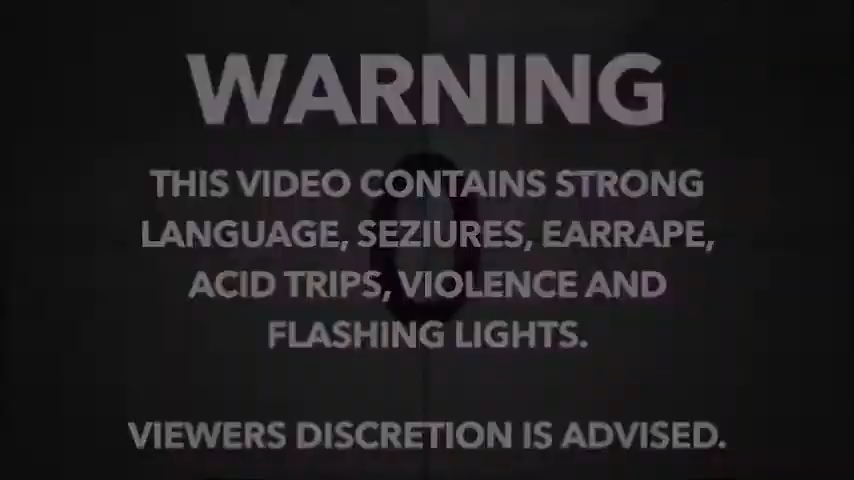 WARNING
THIS VIDEO CONTAINS STRONG
LANGUAGE, SEZIURES, EARRAPE,
ACID TRIPS, VIOLENCE AND
FLASHING LIGHTS.
VIEWERS DISCRETION IS ADVISED.